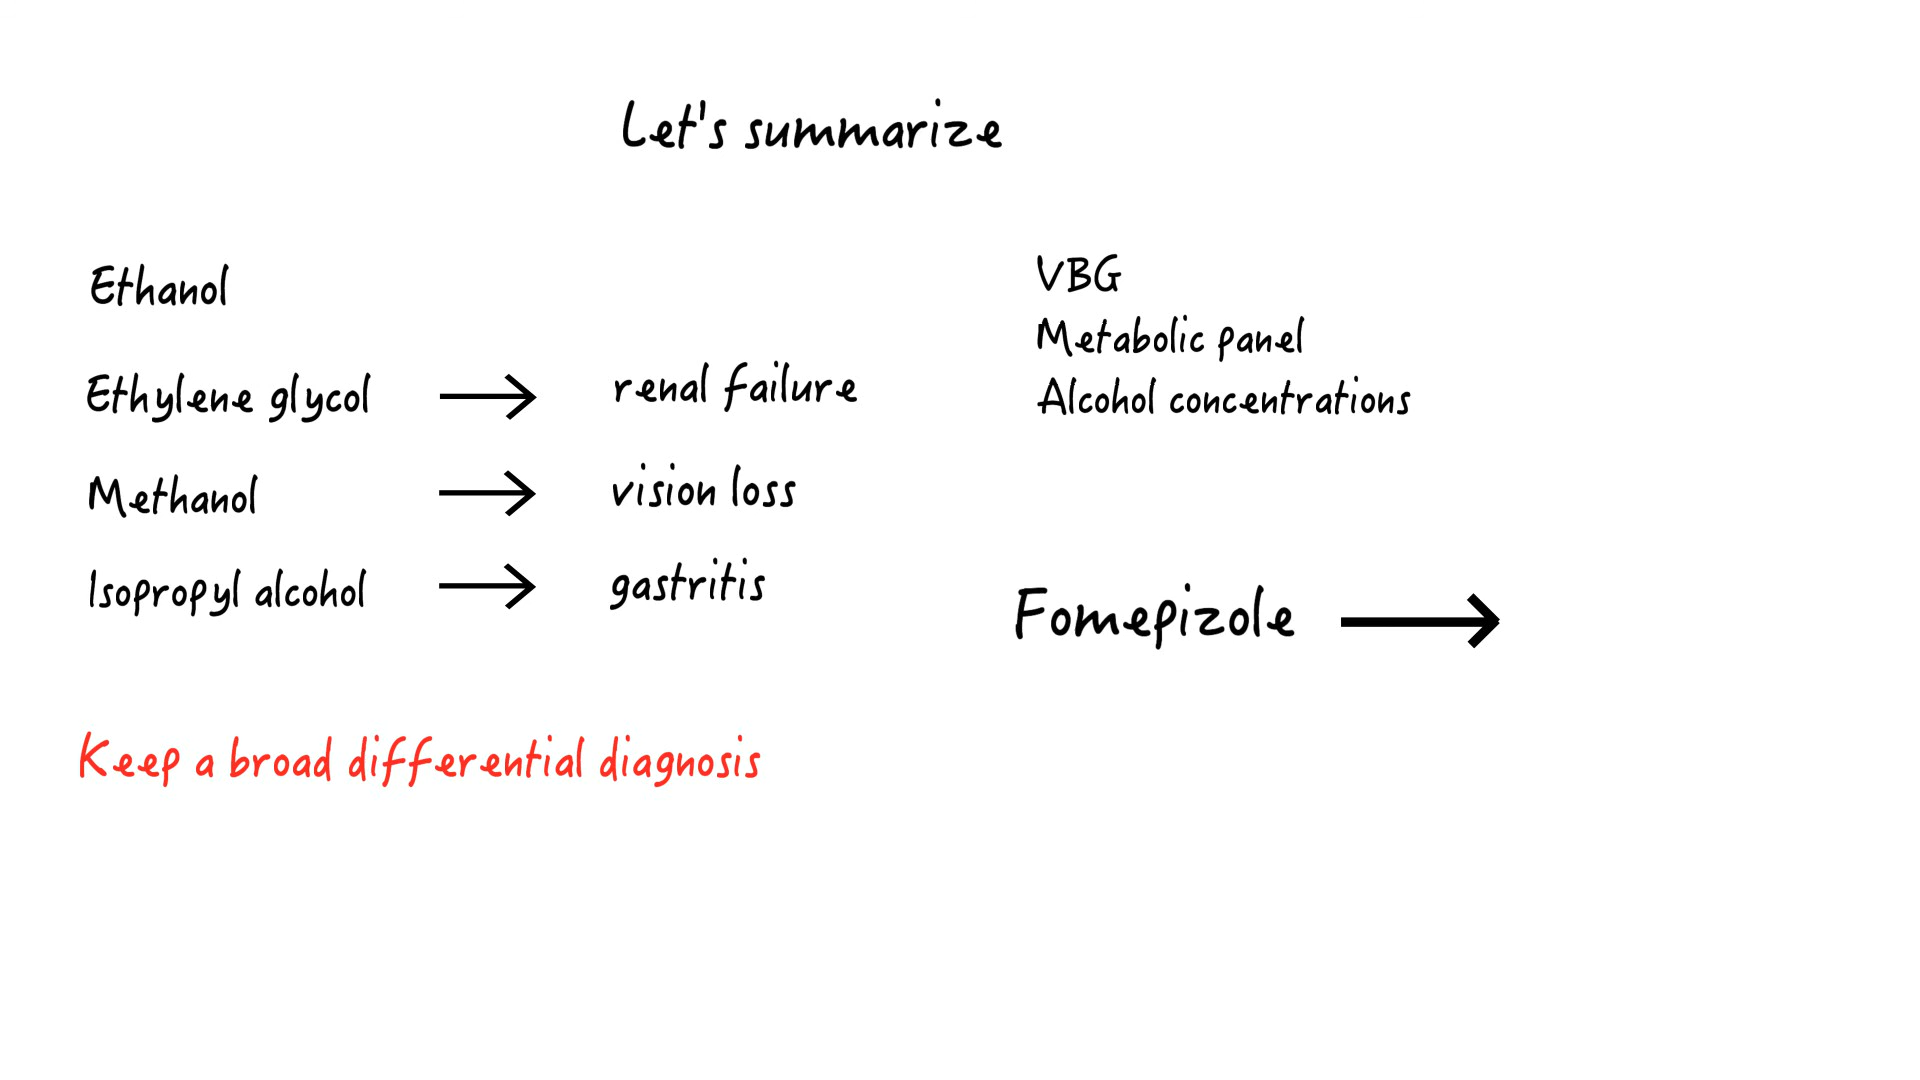 Let's summarize
Ethanol
Ethylene glycol → renal failure
Methanol → vision loss
Isopropyl alcohol → gastritis
Keep a broad differential diagnosis
VBG
Metabolic panel
Alcohol concentrations
Fomepizole →